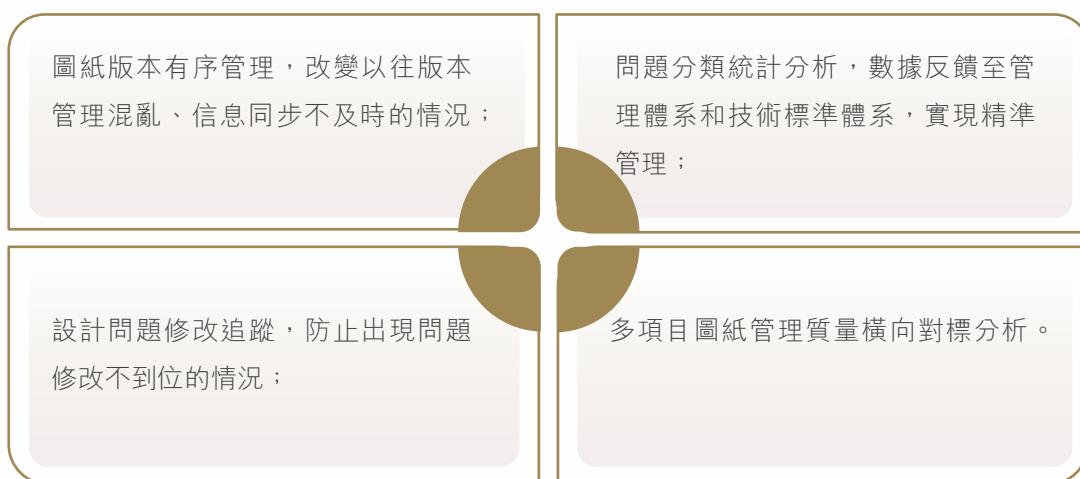 圖紙版本有序管理，改變以往版本
管理混亂、信息同步不及時的情況；
問題分類統計分析，數據反饋至管
理體系和技術標準體系，實現精準
管理；
設計問題修改追蹤，防止出現問題
修改不到位的情況；
多項目圖紙管理質量橫向對標分析。